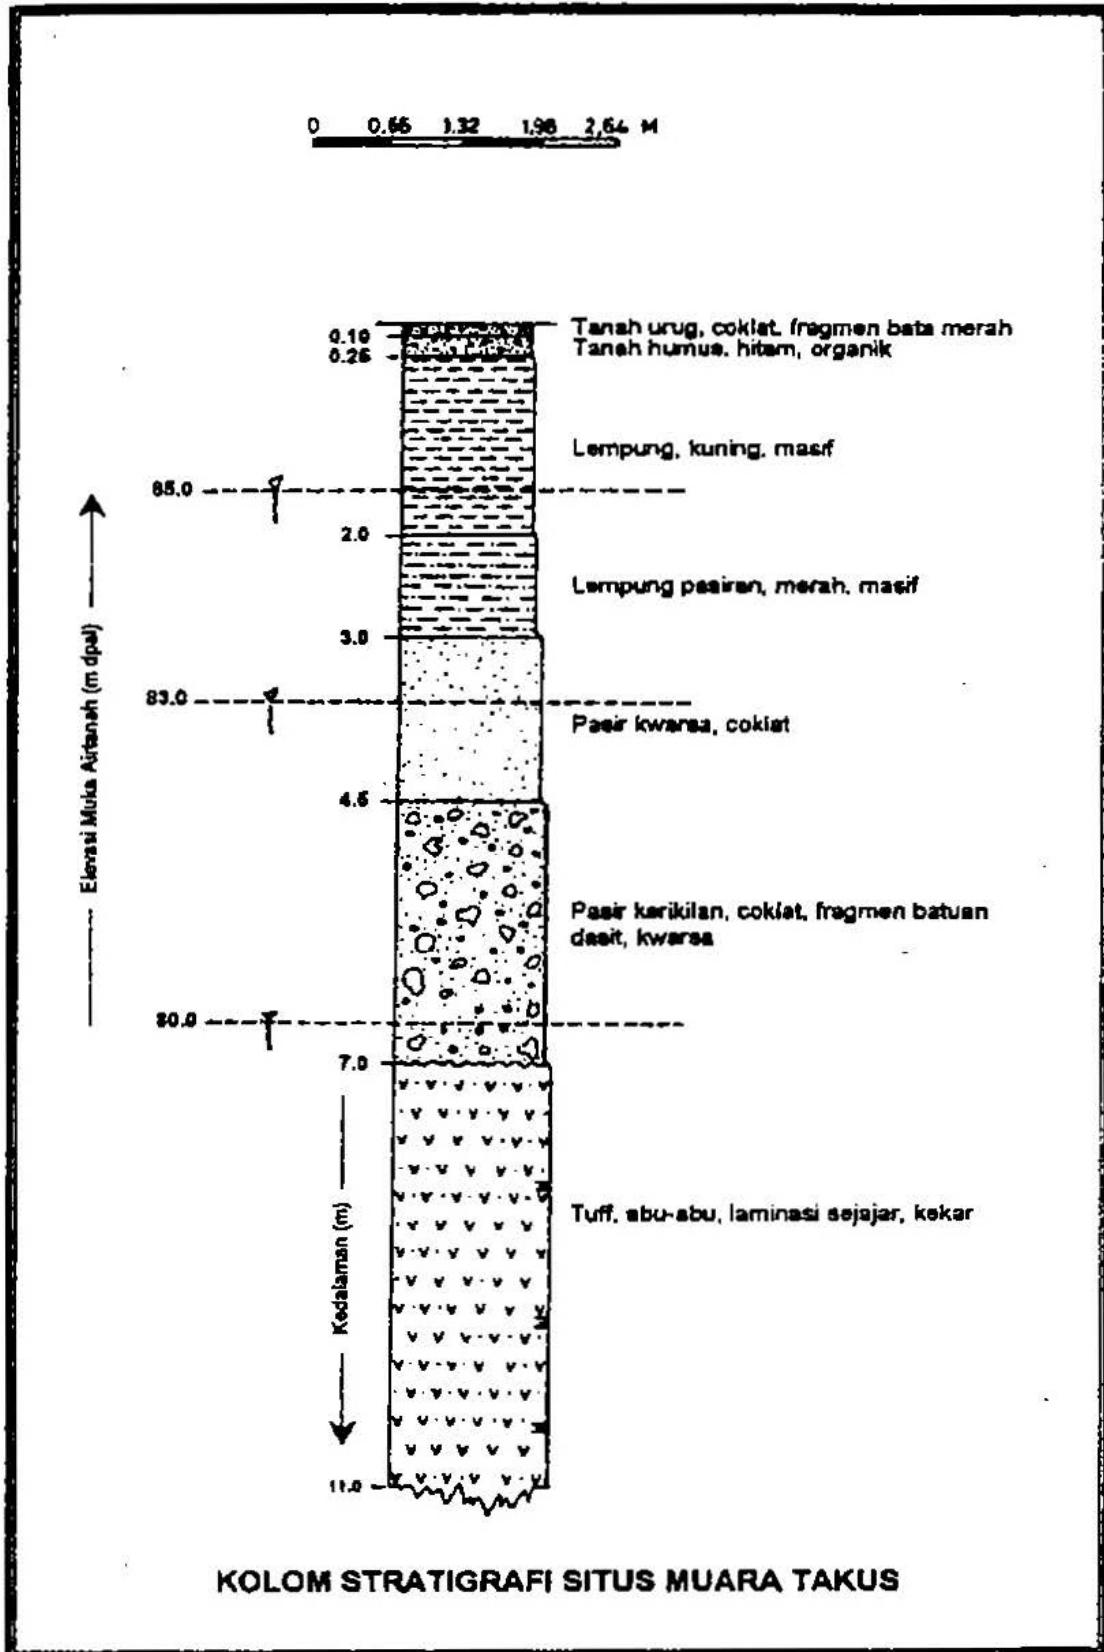 0 0.66 1.32 1.98 2,64 M
Tanah urug, coklat, fragmen bata merah
0.10
Tanah humus, hitam, organik
0.25
Lempung, kuning, masif
85.0
2.0
Lempung pasiran, merah, masif
3.0
83.0
Pasir kwarsa, coklat
4.5
Elevasi Muka Airtanah (m dpal)
Pasir kerikilan, coklat, fragmen batuan
dasit, kwarsa
80.0
7.0
Tuff, abu-abu, laminasi sejajar, kekar
Kedalaman (m)
11.0
KOLOM STRATIGRAFI SITUS MUARA TAKUS